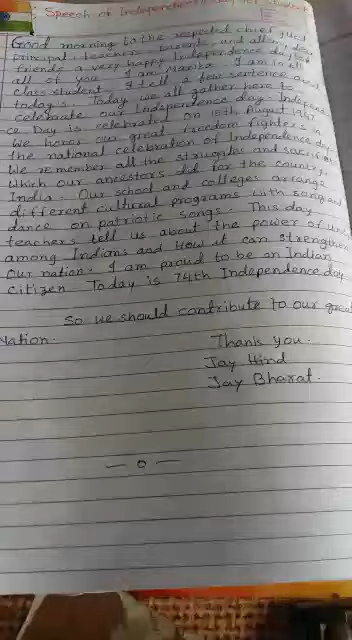 Speech of Independence day for student
Good morning to the respected chief guest
principal, teachers, parents, and all my dear
friends a very happy Independence day to
all of you. I am I am in
class student I tell a few sentence about
today's. Today we all gather here to
celebrate our Independence day. Independen
ce Day is celebrated on 15th August 1947
We honor our great freedom fighters in
the national celebration of Independence day
We remember all the struggles and sacrifices
which our ancestors did for the country
India. Our school and colleges arrange
different cultural programs with song and
dance on patriotic songs. This day
teachers tell us about the power of unity
among Indians and How it can strengthen
Our nation. I am proud to be an Indian
Citizen Today is 74th Independence day
So we should contribute to our great
Nation.
Thank you.
Jay Hind
Jay Bharat.
— 0 —